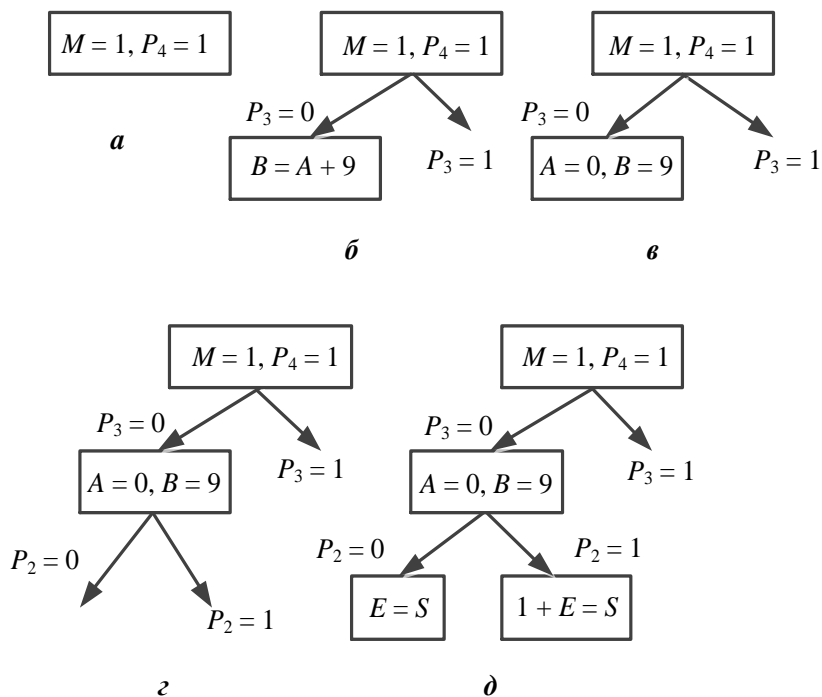 M = 1, P₄ = 1
M = 1, P₄ = 1
M = 1, P₄ = 1
P₃ = 0
P₃ = 0
а
B = A + 9
P₃ = 1
A = 0, B = 9
P₃ = 1
б
в
M = 1, P₄ = 1
M = 1, P₄ = 1
P₃ = 0
P₃ = 0
P₃ = 1
P₃ = 1
A = 0, B = 9
A = 0, B = 9
P₂ = 0
P₂ = 0
P₂ = 1
P₂ = 1
E = S
1 + E = S
г
д